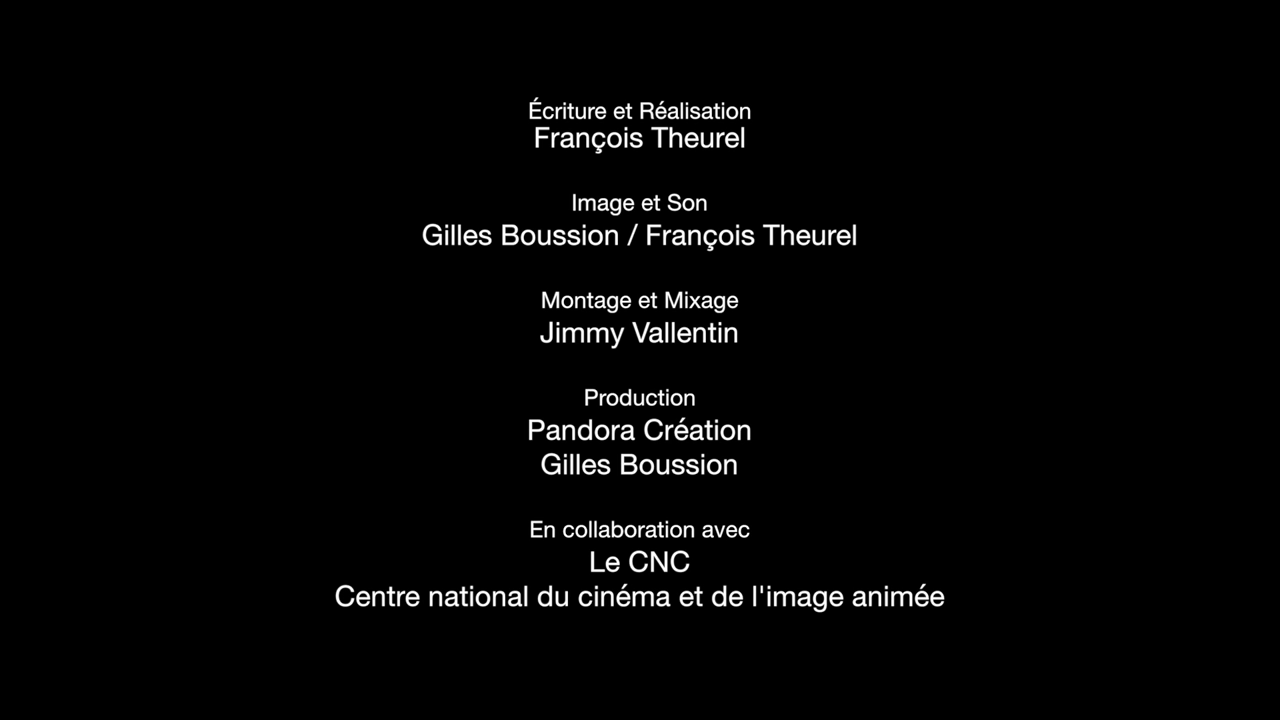 Écriture et Réalisation
François Theurel
Image et Son
Gilles Boussion / François Theurel
Montage et Mixage
Jimmy Vallentin
Production
Pandora Création
Gilles Boussion
En collaboration avec
Le CNC
Centre national du cinéma et de l'image animée